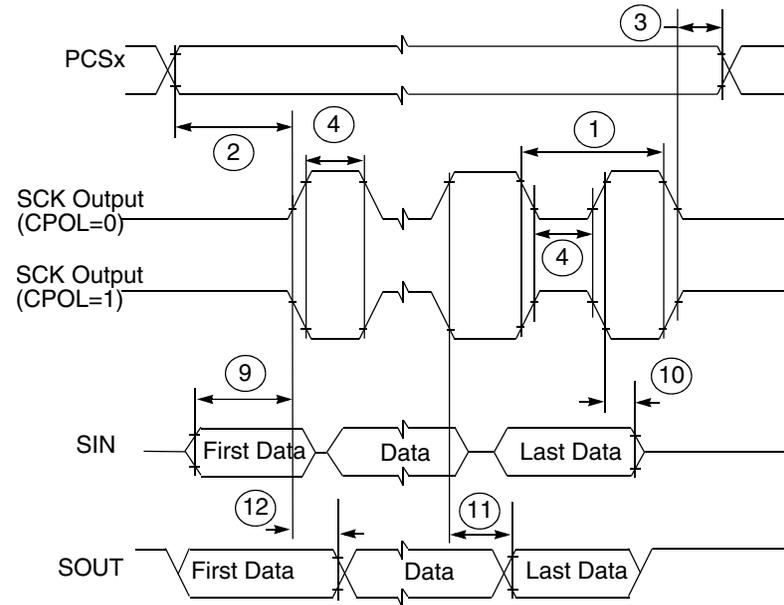 3
PCSx
2
4
1
SCK Output
(CPOL=0)
4
SCK Output
(CPOL=1)
9
10
SIN
First Data
Data
Last Data
12
11
SOUT
First Data
Data
Last Data